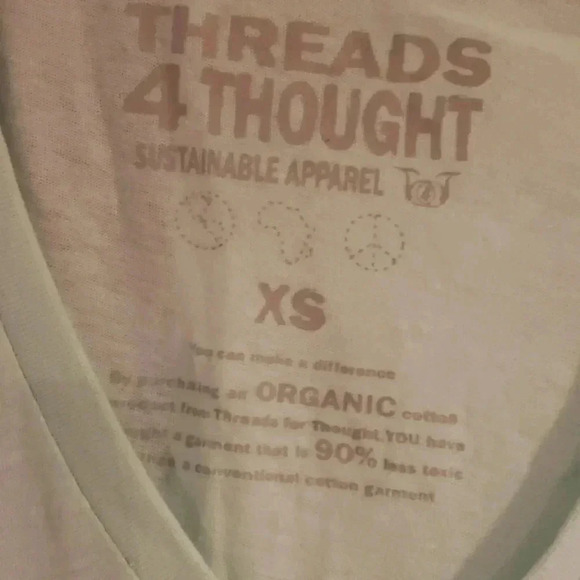 THREADS
4 THOUGHT
SUSTAINABLE APPAREL T4T
XS
You can make a difference
By purchasing an ORGANIC cotton
product from Threads for Thought, YOU have
bought a garment that is 90% less toxic
than a conventional cotton garment